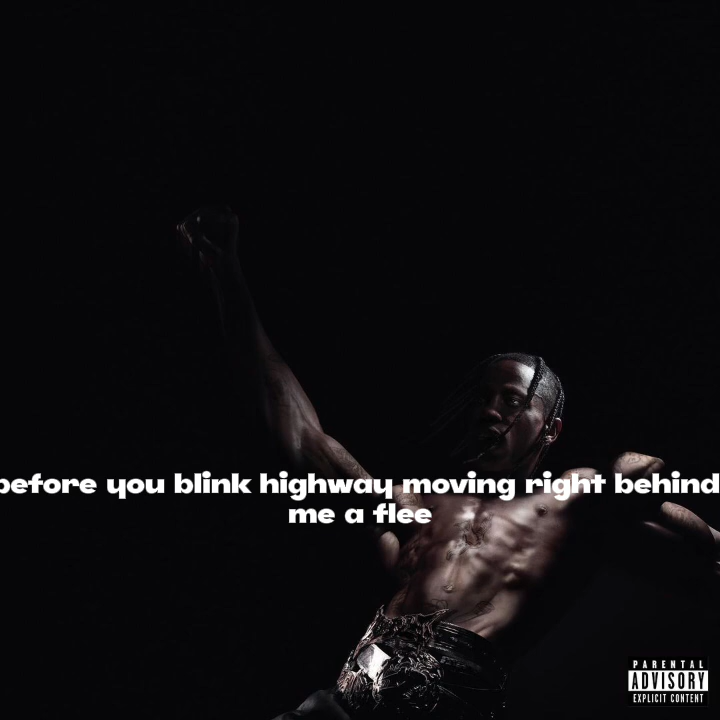 before you blink highway moving right behind
me a flee
PARENTAL
ADVISORY
EXPLICIT CONTENT